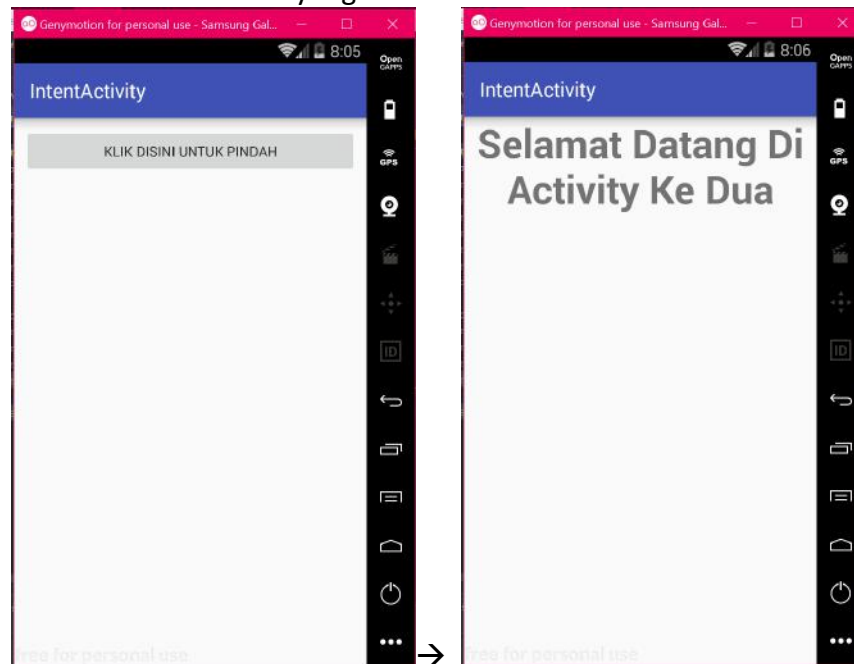 Genymotion for personal use - Samsung Gal...
8:05
Open
GAPPS
IntentActivity
KLIK DISINI UNTUK PINDAH
GPS
ID
free for personal use
→
Genymotion for personal use - Samsung Gal...
8:06
Open
GAPPS
IntentActivity
Selamat Datang Di
Activity Ke Dua
GPS
ID
free for personal use